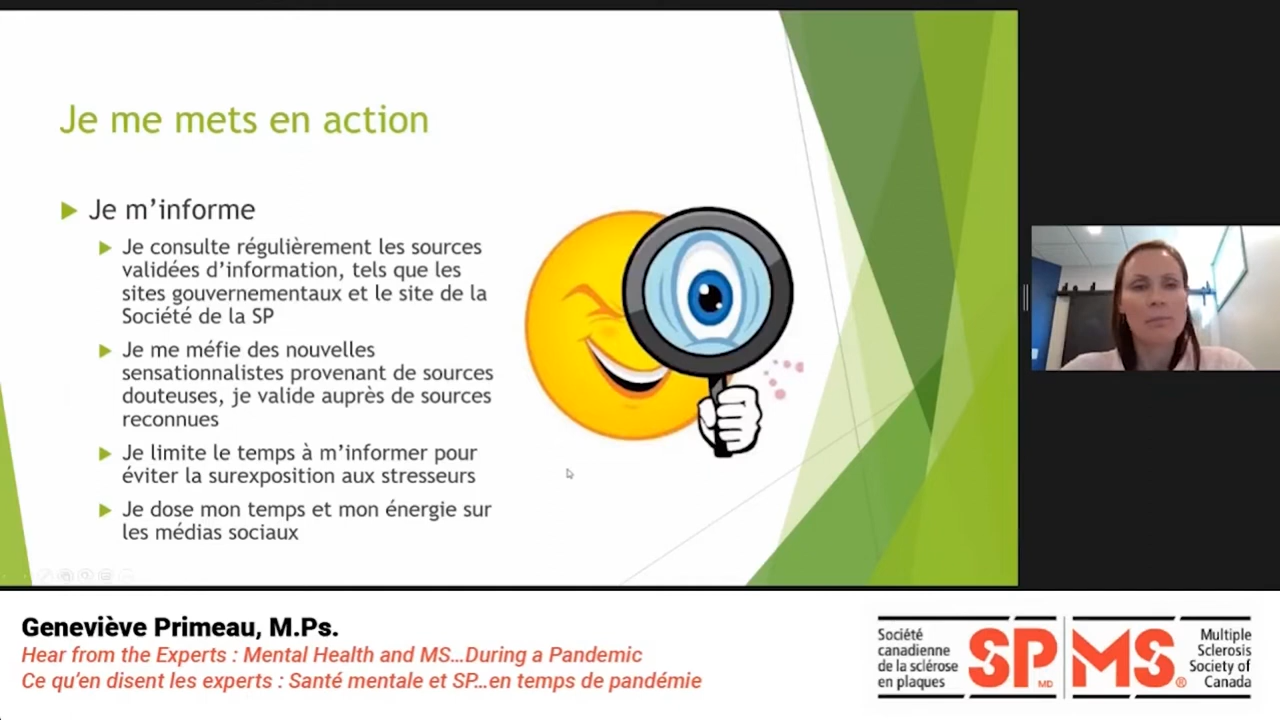 Je me mets en action
Je m’informe
Je consulte régulièrement les sources
validées d’information, tels que les
sites gouvernementaux et le site de la
Société de la SP
Je me méfie des nouvelles
sensationnalistes provenant de sources
douteuses, je valide auprès de sources
reconnues
Je limite le temps à m’informer pour
éviter la surexposition aux stresseurs
Je dose mon temps et mon énergie sur
les médias sociaux
Geneviève Primeau, M.Ps.
Hear from the Experts : Mental Health and MS…During a Pandemic
Ce qu’en disent les experts : Santé mentale et SP…en temps de pandémie
Société
canadienne
de la sclérose
en plaques
SP MD
MS ®
Multiple
Sclerosis
Society of
Canada